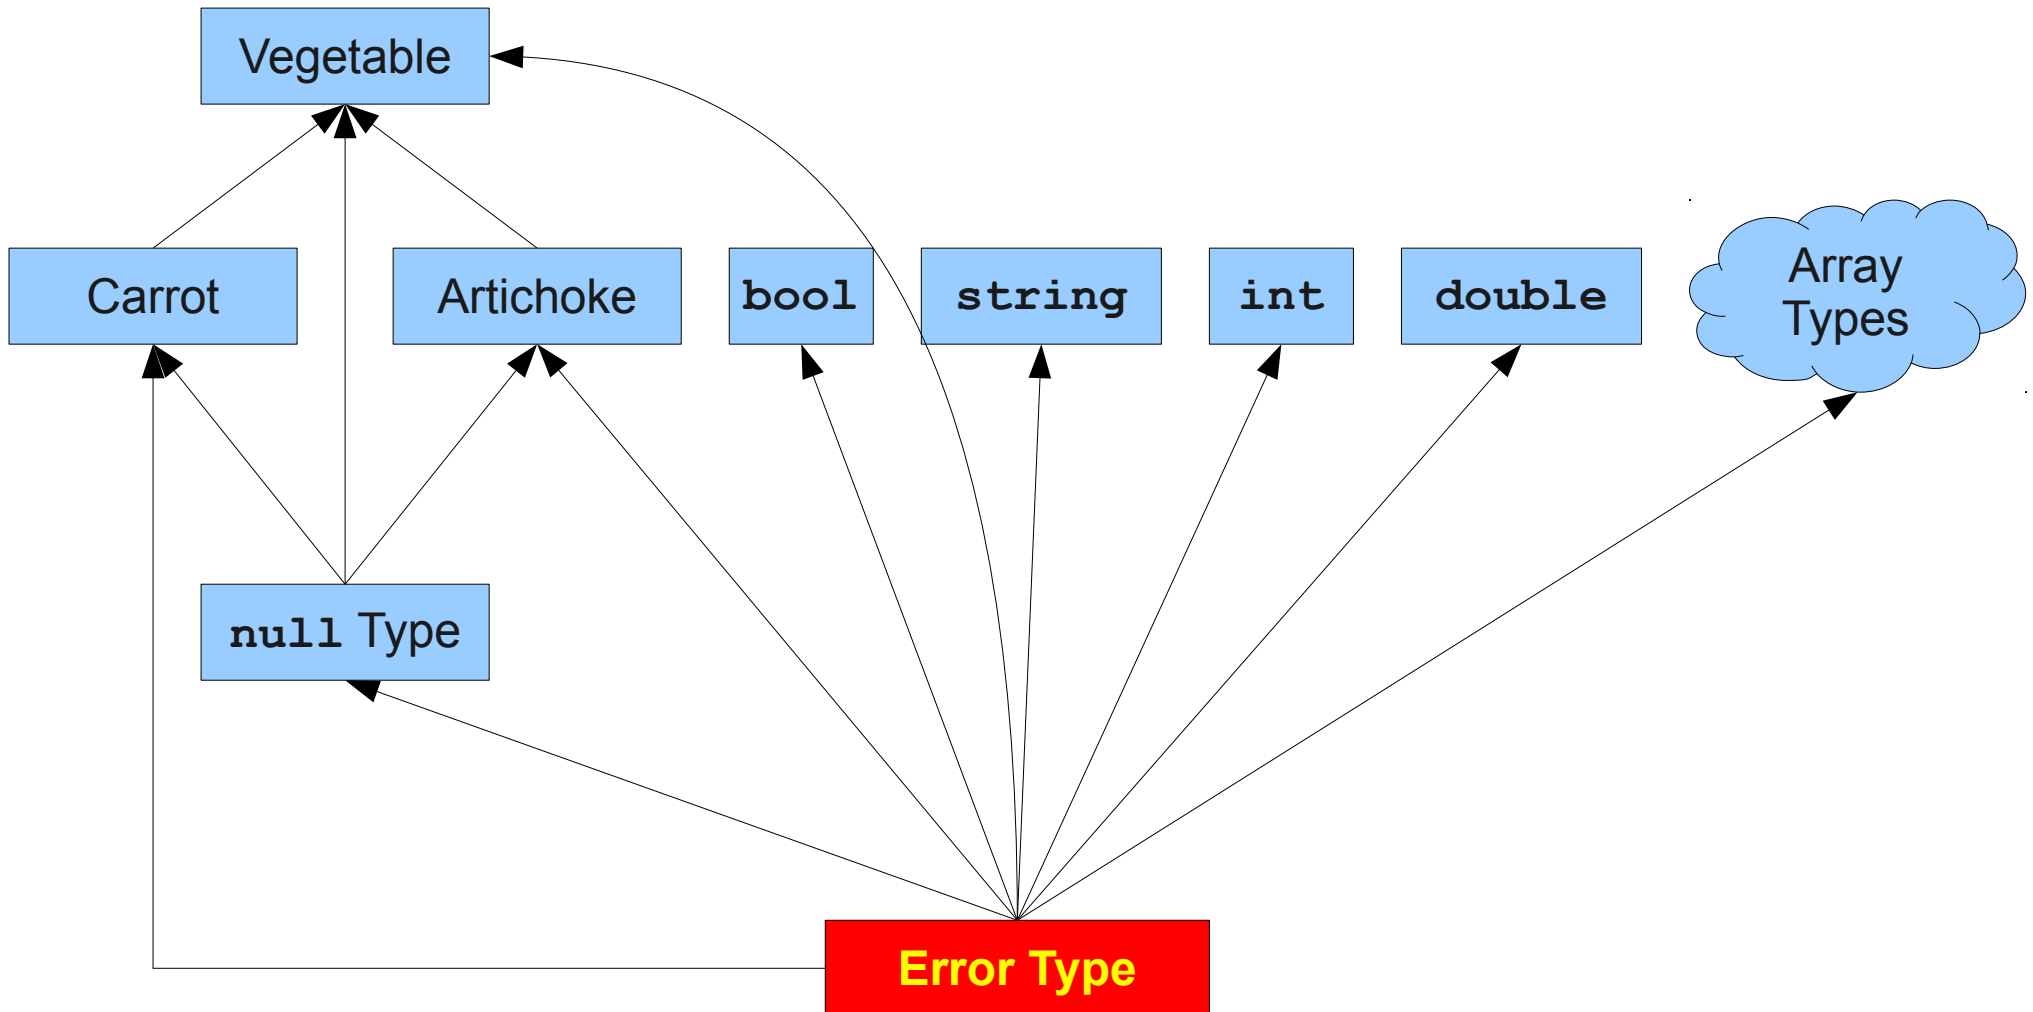 Vegetable
Carrot
Artichoke
bool
string
int
double
Array
Types
null Type
Error Type